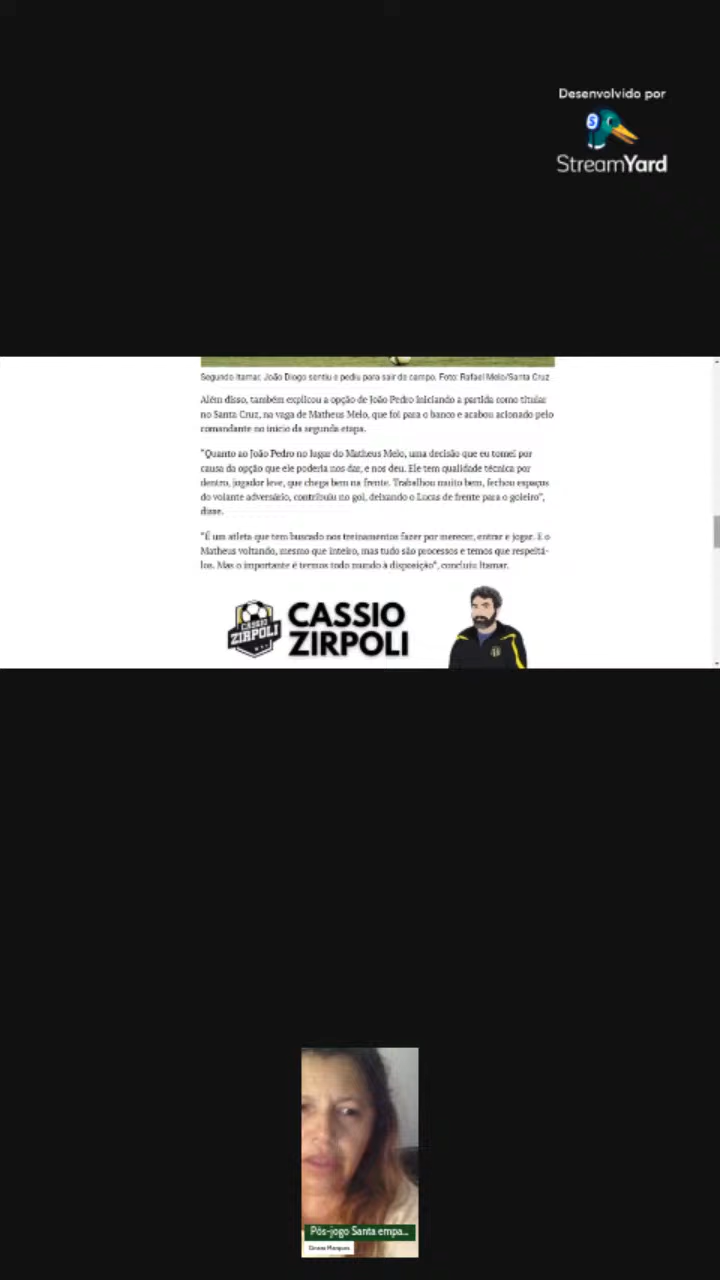 Desenvolvido por
StreamYard
Segundo Itamar, João Diogo sentiu e pediu para sair de campo. Foto: Rafael Melo/Santa Cruz
Além disso, também explicou a opção de João Pedro iniciando a partida como titular
no Santa Cruz, na vaga de Matheus Melo, que foi para o banco e acabou acionado pelo
comandante no início da segunda etapa.
"Quanto ao João Pedro no lugar do Matheus Melo, uma decisão que eu tomei por
causa da opção que ele poderia nos dar, e nos deu. Ele tem qualidade técnica por
dentro, jogador leve, que chega bem na frente. Trabalhou muito bem, fechou espaços
do volante adversário, contribuiu no gol, deixando o Lucas de frente para o goleiro",
disse.
"É um atleta que tem buscado nos treinamentos fazer por merecer, entrar e jogar. E o
Matheus voltando, mesmo que inteiro, mas tudo são processos e temos que respeitá-
los. Mas o importante é termos todo mundo à disposição", concluiu Itamar.
CASSIO
ZIRPOLI
CASSIO
ZIRPOLI
Pós-jogo Santa empa...
Marques